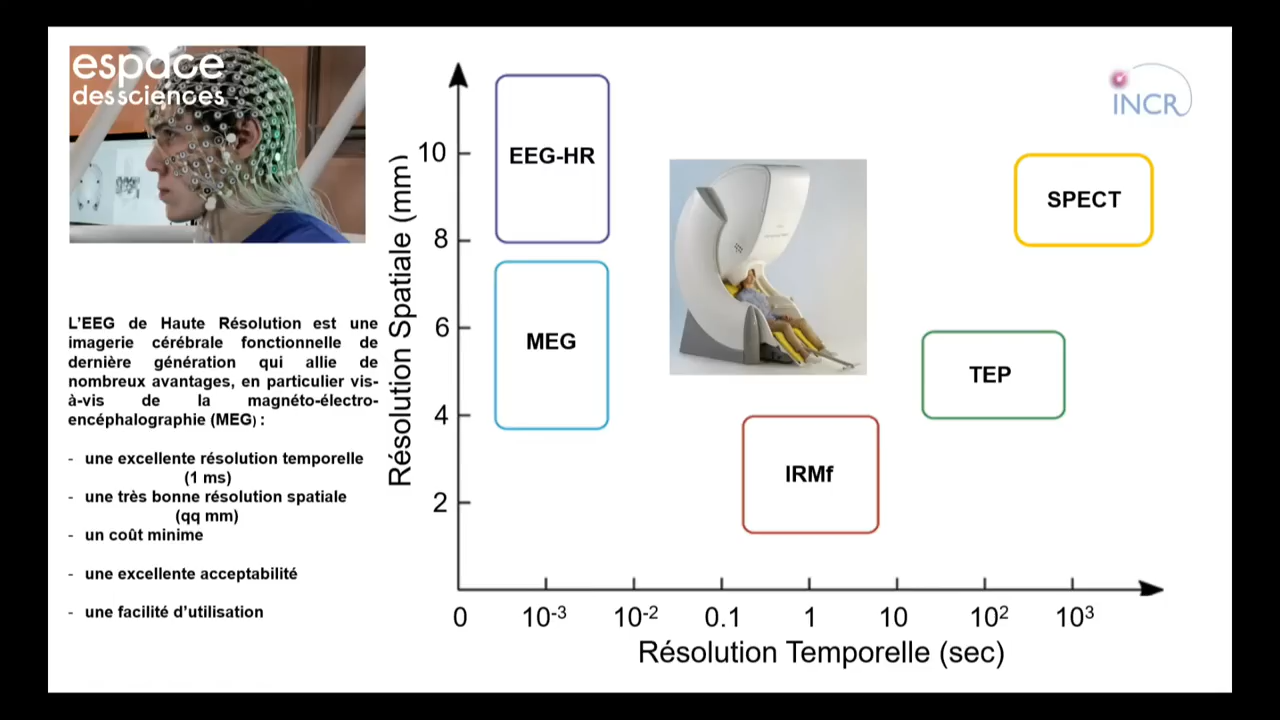 espace
des sciences
L'EEG de Haute Résolution est une
imagerie cérébrale fonctionnelle de
dernière génération qui allie de
nombreux avantages, en particulier vis-
à-vis de la magnéto-électro-
encéphalographie (MEG) :
- une excellente résolution temporelle
(1 ms)
- une très bonne résolution spatiale
(qq mm)
- un coût minime
- une excellente acceptabilité
- une facilité d'utilisation
Résolution Spatiale (mm)
10
8
6
4
2
EEG-HR
MEG
IRMf
TEP
SPECT
INCR
0 10⁻³ 10⁻² 0.1 1 10 10² 10³
Résolution Temporelle (sec)